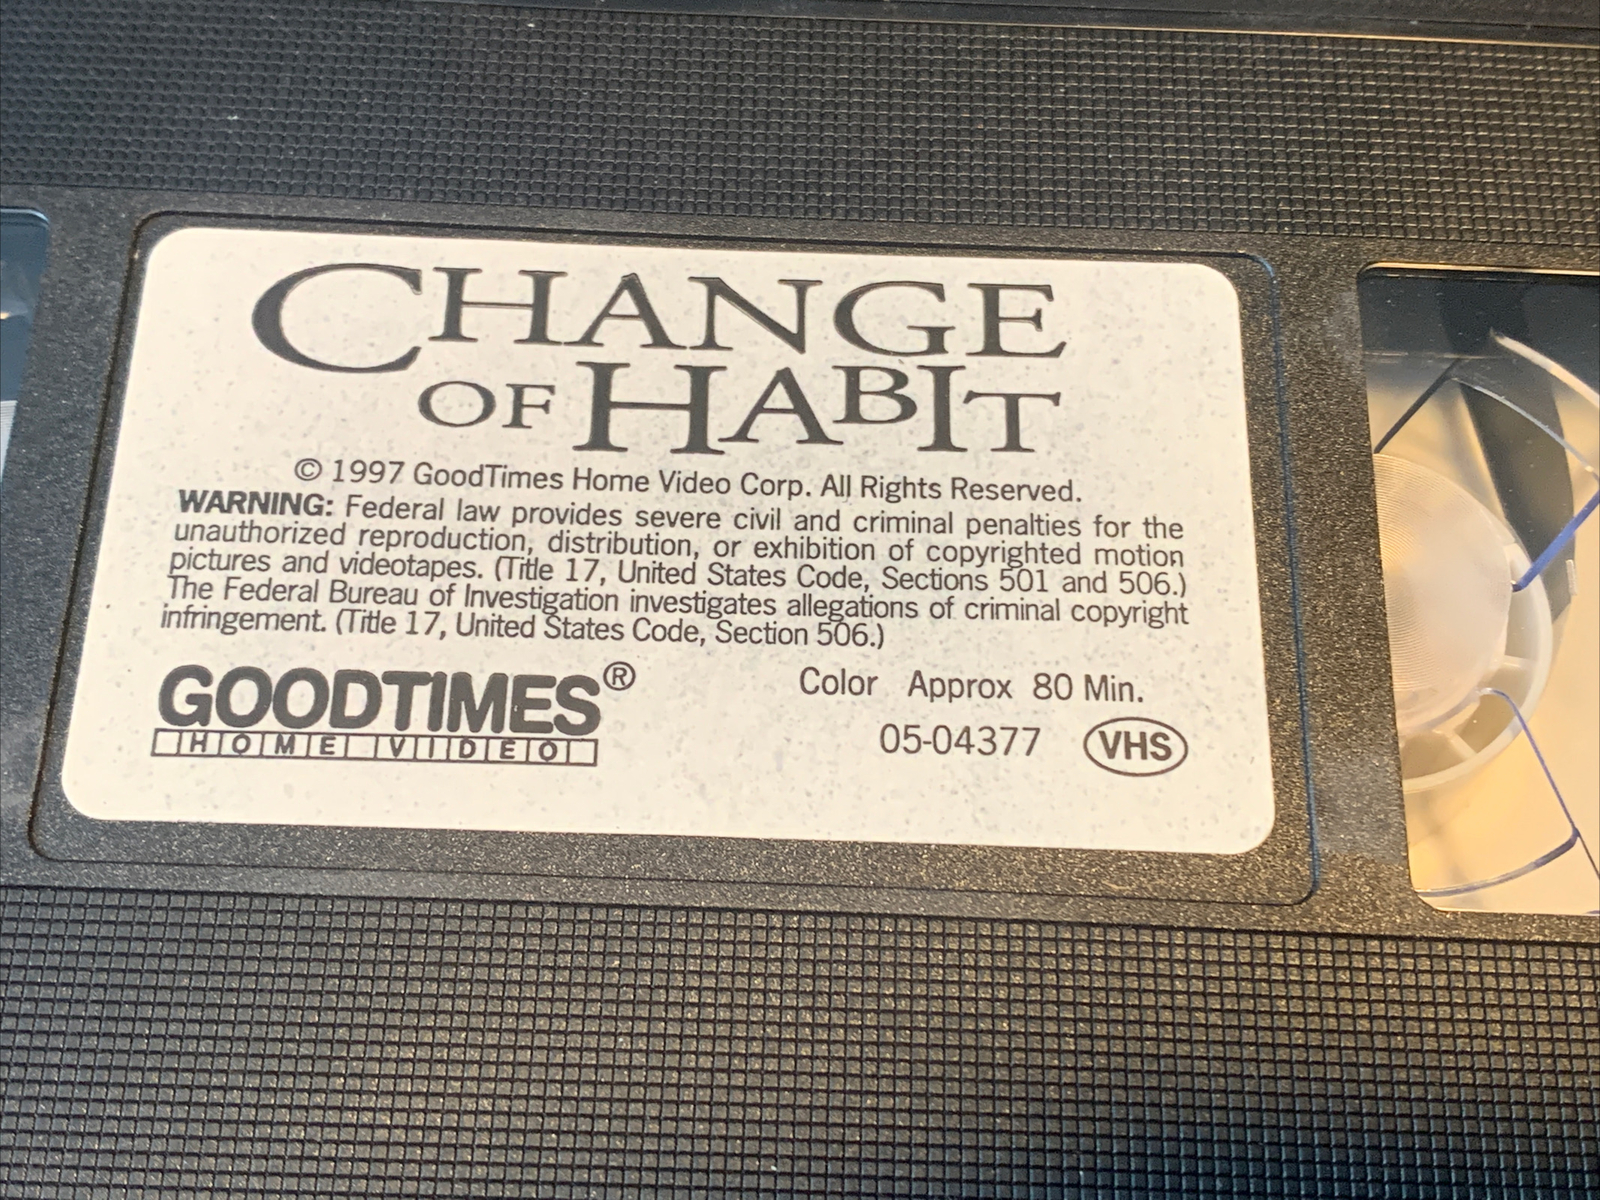 CHANGE
OF HABIT
© 1997 GoodTimes Home Video Corp. All Rights Reserved.
WARNING: Federal law provides severe civil and criminal penalties for the
unauthorized reproduction, distribution, or exhibition of copyrighted motion
pictures and videotapes. (Title 17, United States Code, Sections 501 and 506.)
The Federal Bureau of Investigation investigates allegations of criminal copyright
infringement. (Title 17, United States Code, Section 506.)
GOODTIMES®
HOME VIDEO
Color Approx 80 Min.
05-04377 VHS